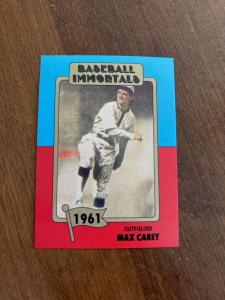 BASEBALL
IMMORTALS
1961
OUTFIELDER
MAX CAREY